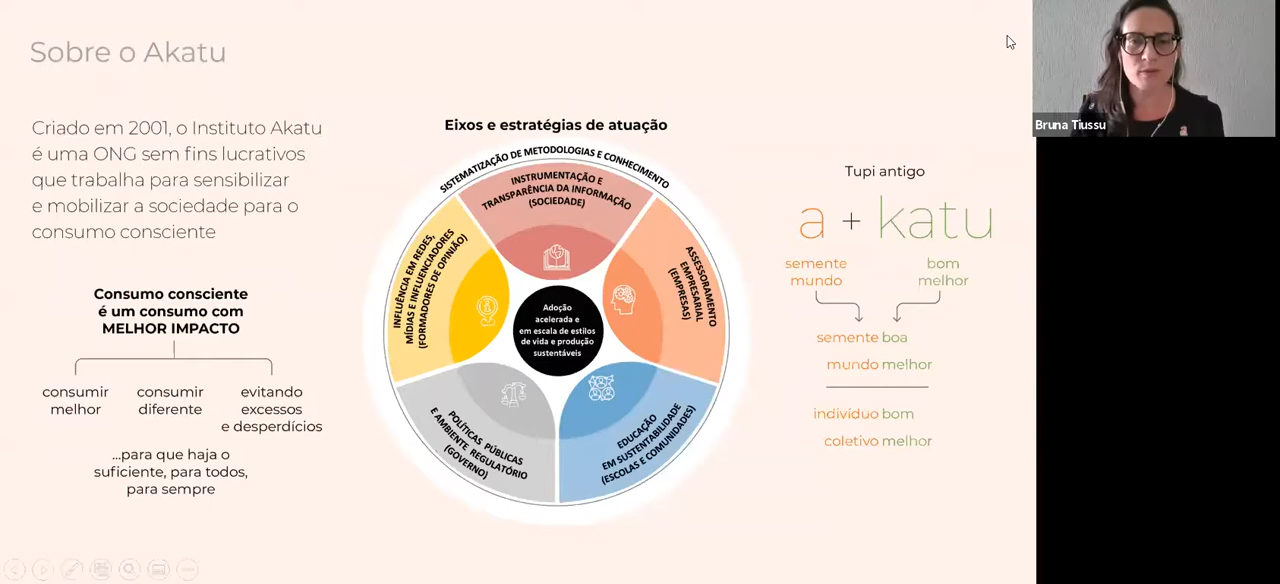 Sobre o Akatu
Criado em 2001, o Instituto Akatu
é uma ONG sem fins lucrativos
que trabalha para sensibilizar
e mobilizar a sociedade para o
consumo consciente
Consumo consciente
é um consumo com
MELHOR IMPACTO
consumir
melhor
consumir
diferente
evitando
excessos
e desperdícios
...para que haja o
suficiente, para todos,
para sempre
Eixos e estratégias de atuação
SISTEMATIZAÇÃO DE METODOLOGIAS E CONHECIMENTO
INSTRUMENTAÇÃO E
TRANSPARÊNCIA DA INFORMAÇÃO
(SOCIEDADE)
ASSESSORAMENTO
EMPRESARIAL
(EMPRESAS)
EDUCAÇÃO
EM SUSTENTABILIDADE
(ESCOLAS E COMUNIDADES)
POLÍTICAS PÚBLICAS
E AMBIENTE REGULATÓRIO
(GOVERNO)
INFLUÊNCIA EM REDES,
MÍDIAS E INFLUENCIADORES
(FORMADORES DE OPINIÃO)
Adoção
acelerada e
em escala de estilos
de vida e produção
sustentáveis
Tupi antigo
a + katu
semente
mundo
bom
melhor
semente boa
mundo melhor
indivíduo bom
coletivo melhor
Bruna Tiussu